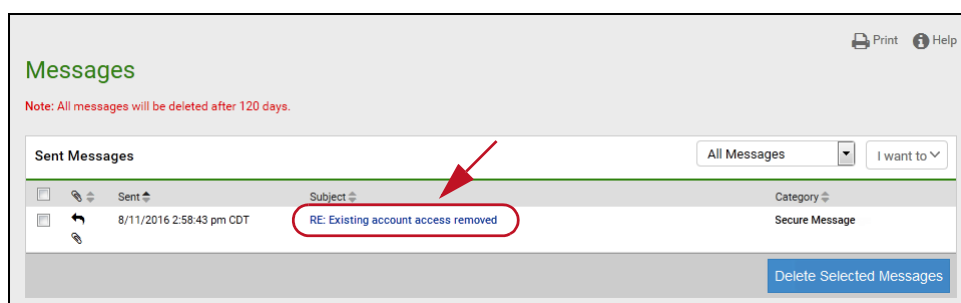 Print Help
Messages
Note: All messages will be deleted after 120 days.
Sent Messages All Messages I want to
Sent Subject Category
8/11/2016 2:58:43 pm CDT RE: Existing account access removed Secure Message
Delete Selected Messages